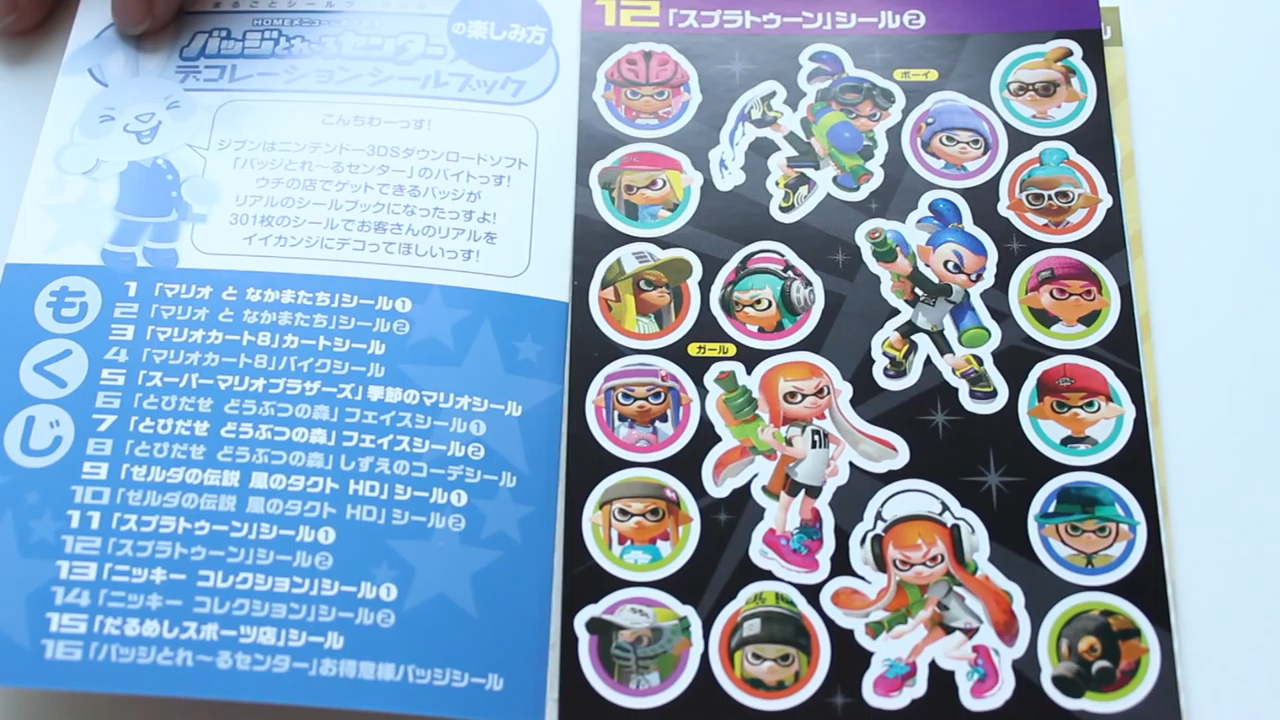 まるごとシールブック
HOMEメニュー
バッジとれ～るセンター
の楽しみ方
デコレーションシールブック
こんちわーっす!
ジブンはニンテンドー3DSダウンロードソフト
「バッジとれ～るセンター」のバイトっす!
ウチの店でゲットできるバッジが
リアルのシールブックになったっすよ!
301枚のシールでお客さんのリアルを
イイカンジにデコってほしいっす!
もくじ
1 「マリオ と なかまたち」シール①
2 「マリオ と なかまたち」シール②
3 「マリオカート8」カートシール
4 「マリオカート8」バイクシール
5 「スーパーマリオブラザーズ」季節のマリオシール
6 「とびだせ どうぶつの森」フェイスシール①
7 「とびだせ どうぶつの森」フェイスシール②
8 「とびだせ どうぶつの森」しずえのコーデシール
9 「ゼルダの伝説 風のタクト HD」シール①
10 「ゼルダの伝説 風のタクト HD」シール②
11 「スプラトゥーン」シール①
12 「スプラトゥーン」シール②
13 「ニッキー コレクション」シール①
14 「ニッキー コレクション」シール②
15 「だるめしスポーツ店」シール
16 「バッジとれ～るセンター」お得意様バッジシール
12 「スプラトゥーン」シール②
ボーイ
ガール